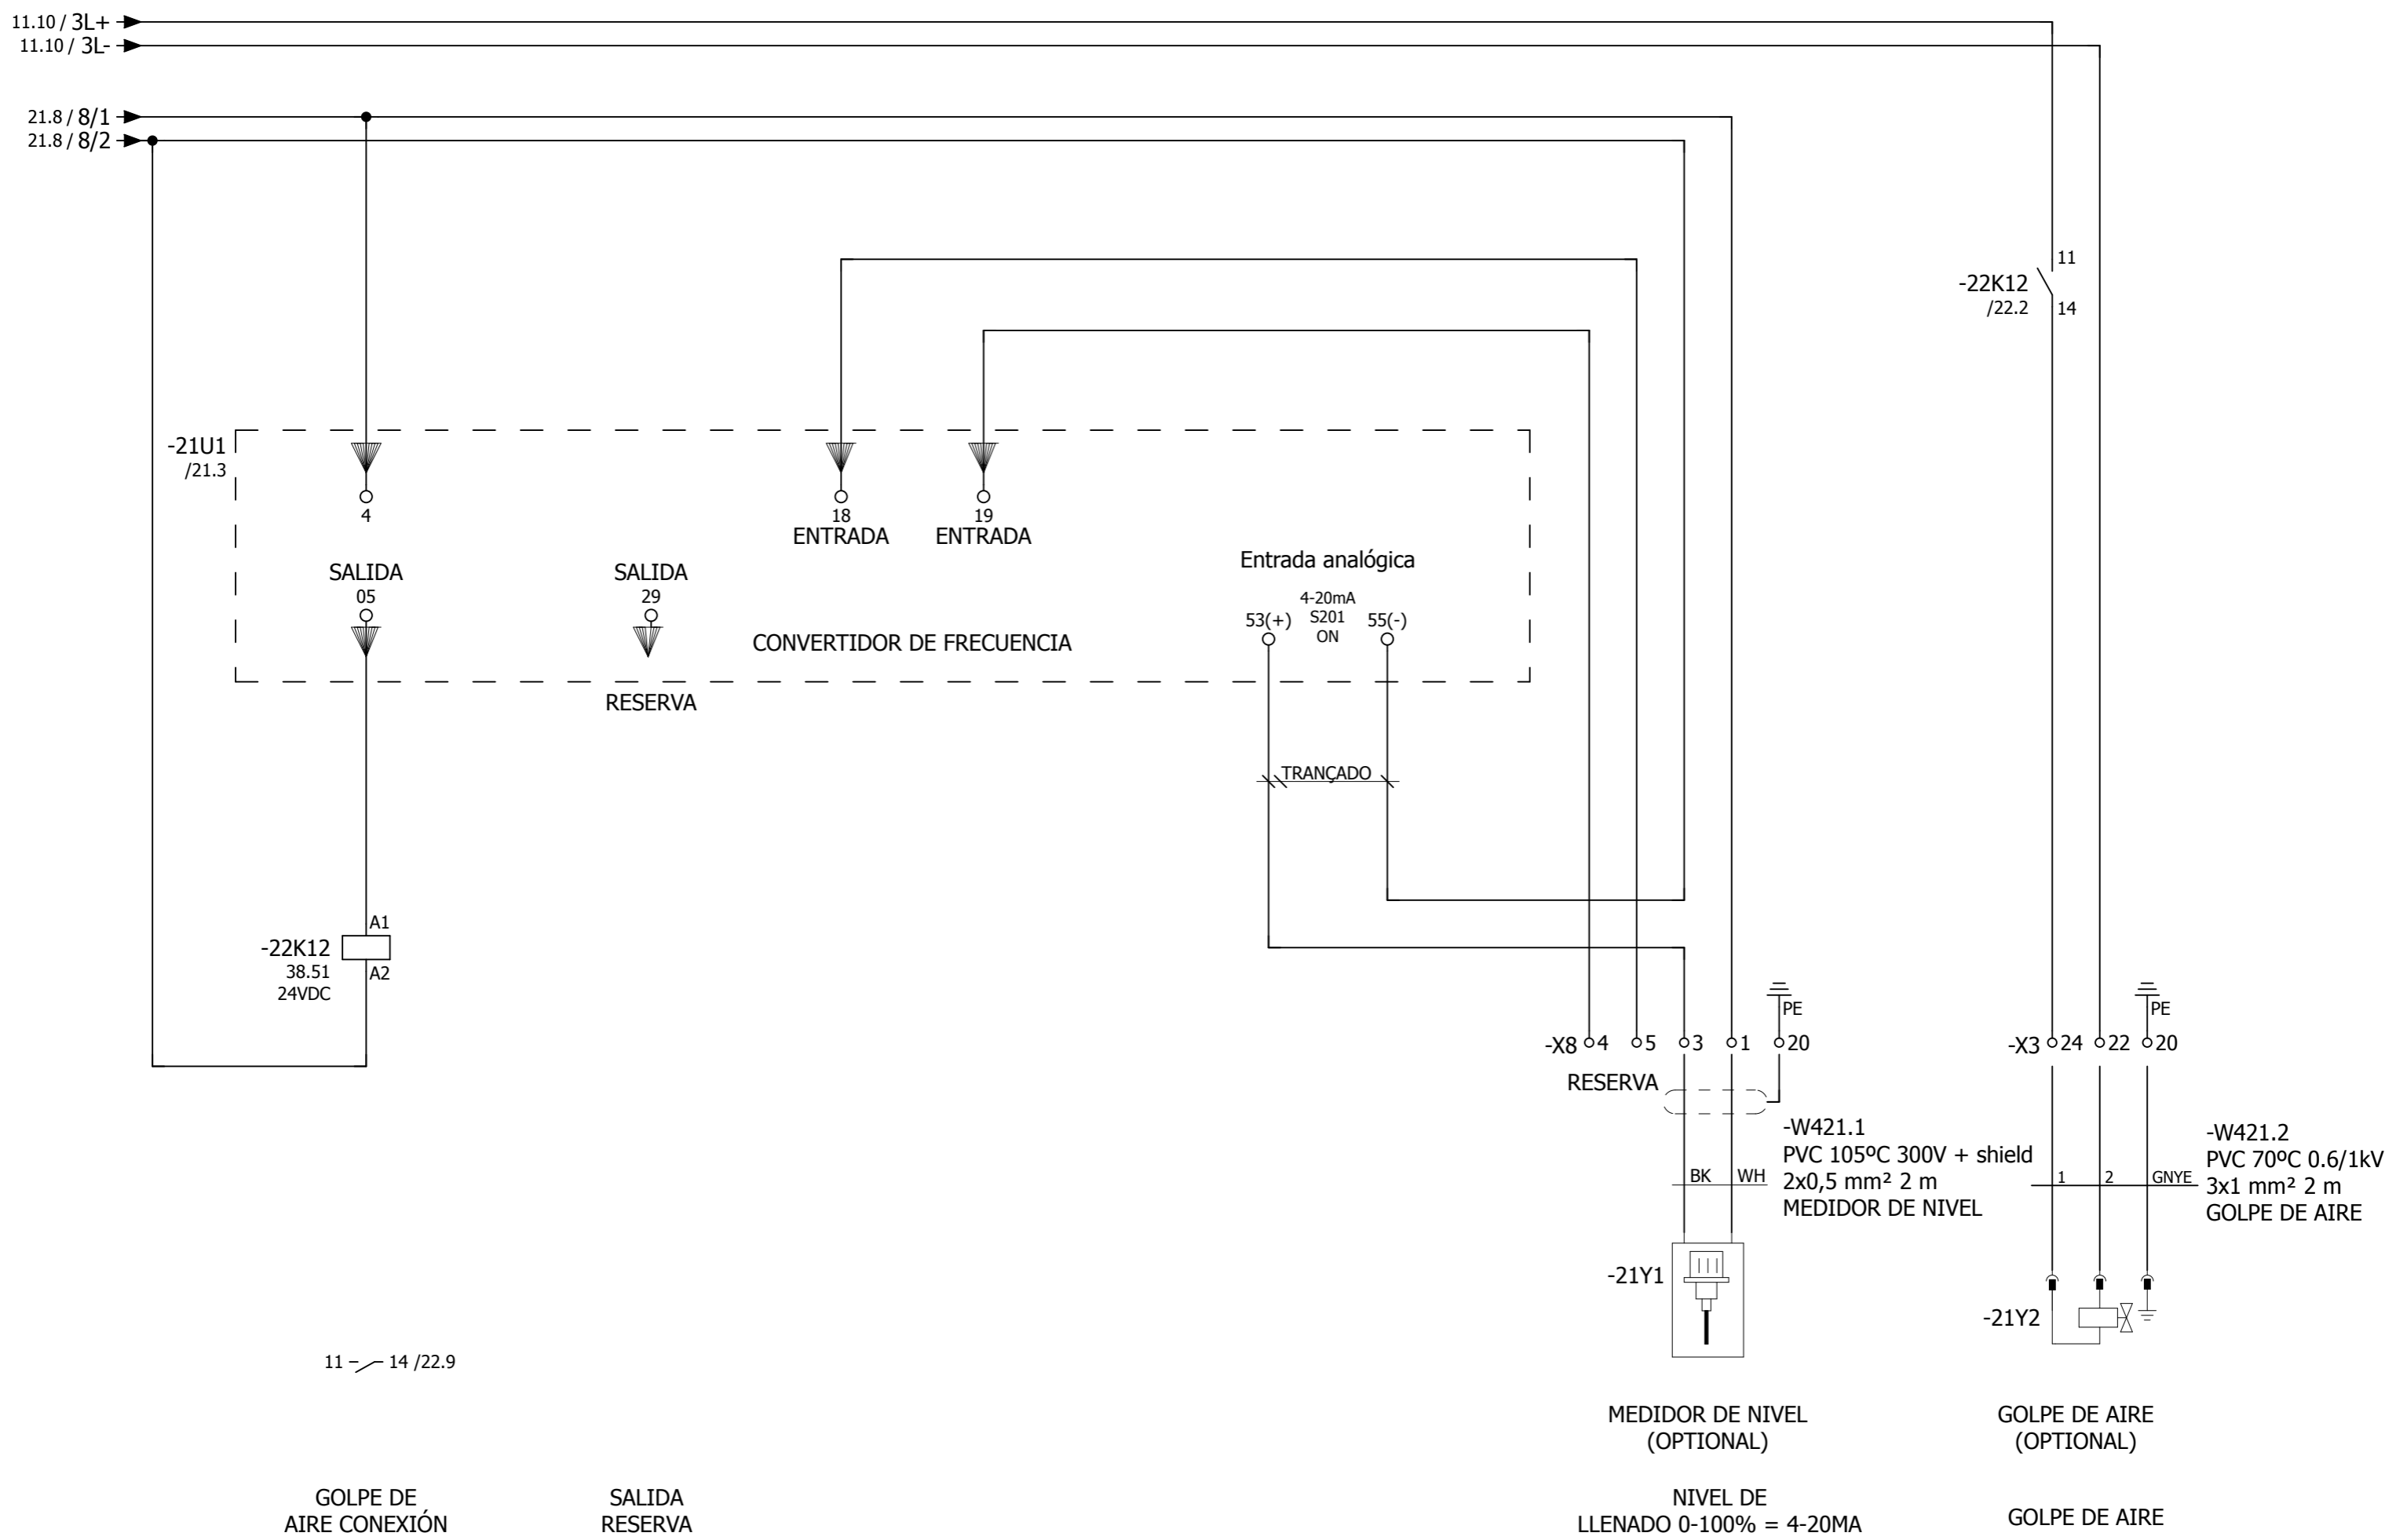 11.10 / 3L+
11.10 / 3L-
21.8 / 8/1
21.8 / 8/2
11
-22K12
/22.2
14
-21U1
/21.3
4
18
ENTRADA
19
ENTRADA
SALIDA
05
SALIDA
29
RESERVA
CONVERTIDOR DE FRECUENCIA
Entrada analógica
4-20mA
S201
ON
53(+)
55(-)
TRANÇADO
A1
-22K12
38.51
24VDC
A2
PE
-X8 4 5 3 1 20
RESERVA
PE
-X3 24 22 20
-W421.1
PVC 105ºC 300V + shield
2x0,5 mm² 2 m
MEDIDOR DE NIVEL
BK WH
-W421.2
PVC 70ºC 0.6/1kV
3x1 mm² 2 m
GOLPE DE AIRE
1 2 GNYE
-21Y1
-21Y2
11 14 /22.9
MEDIDOR DE NIVEL
(OPTIONAL)
GOLPE DE AIRE
(OPTIONAL)
GOLPE DE
AIRE CONEXIÓN
SALIDA
RESERVA
NIVEL DE
LLENADO 0-100% = 4-20MA
GOLPE DE AIRE